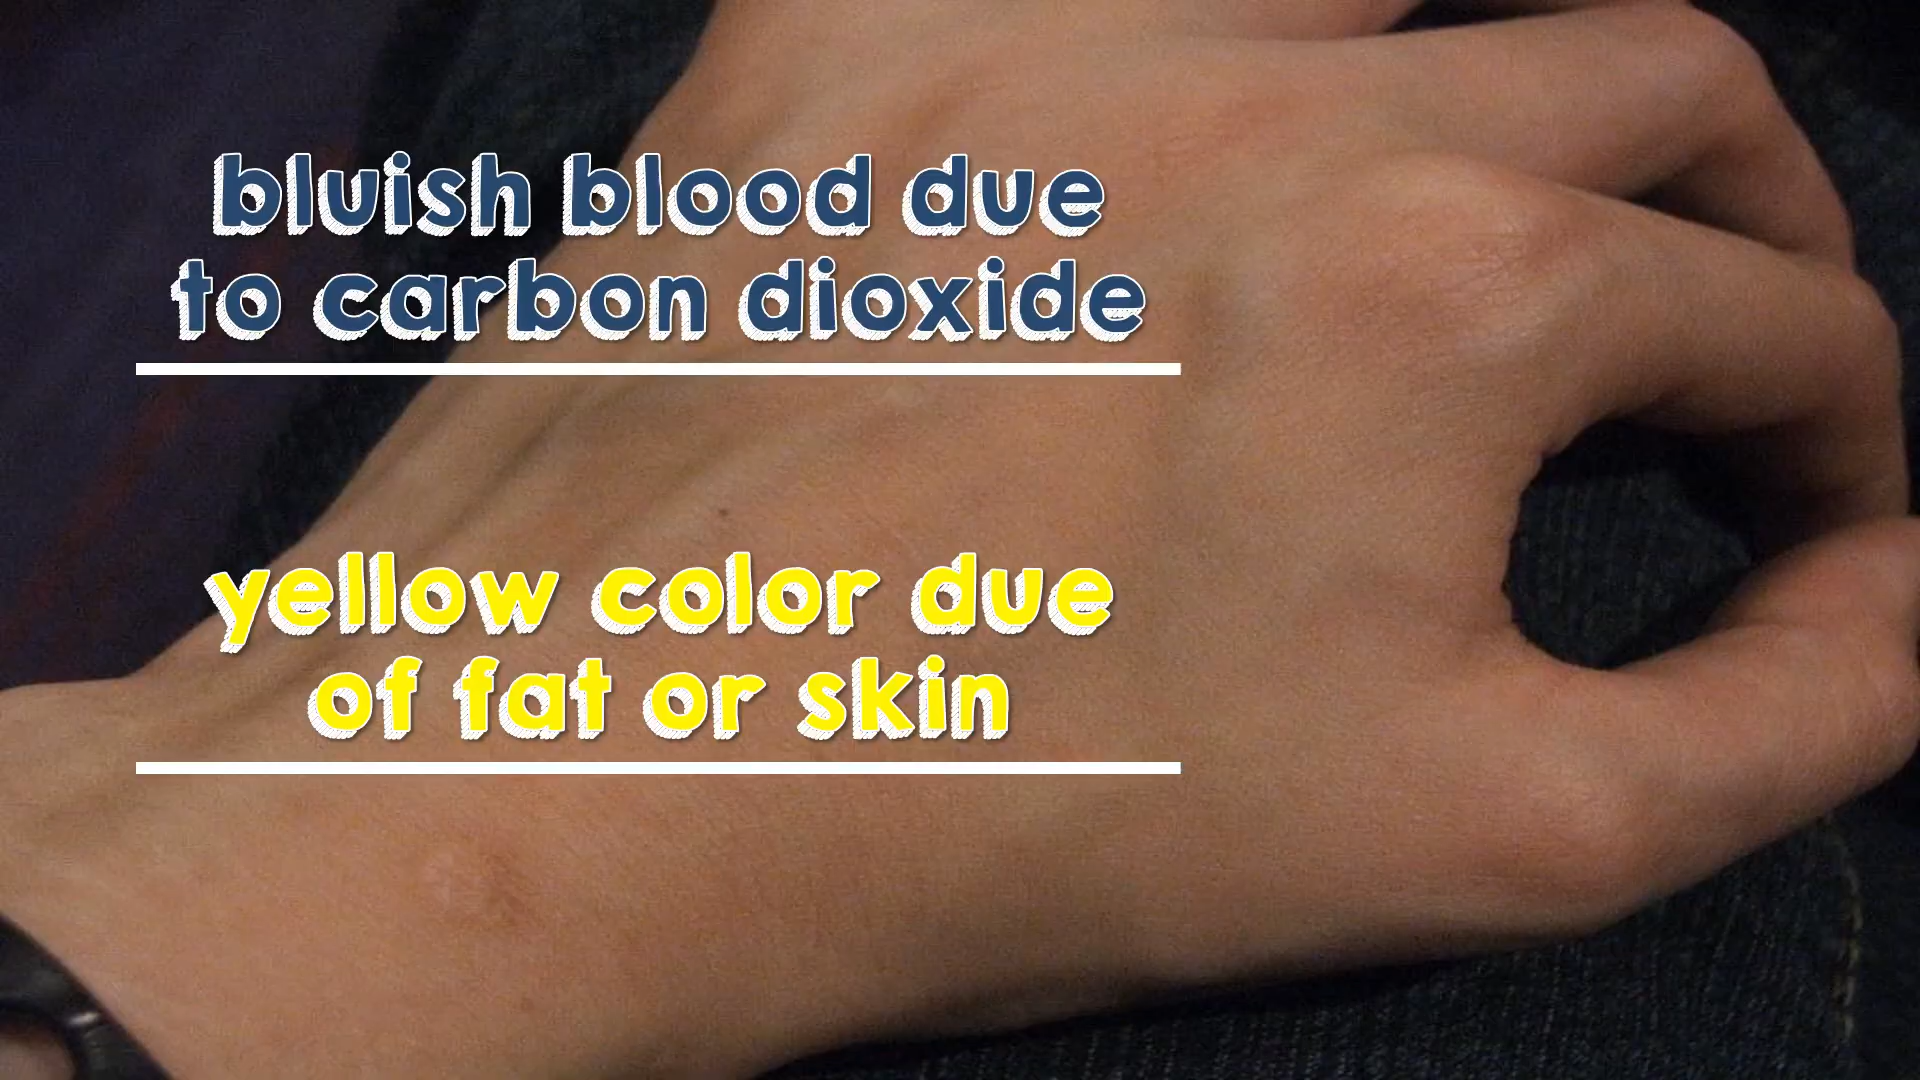 bluish blood due
to carbon dioxide
yellow color due
of fat or skin